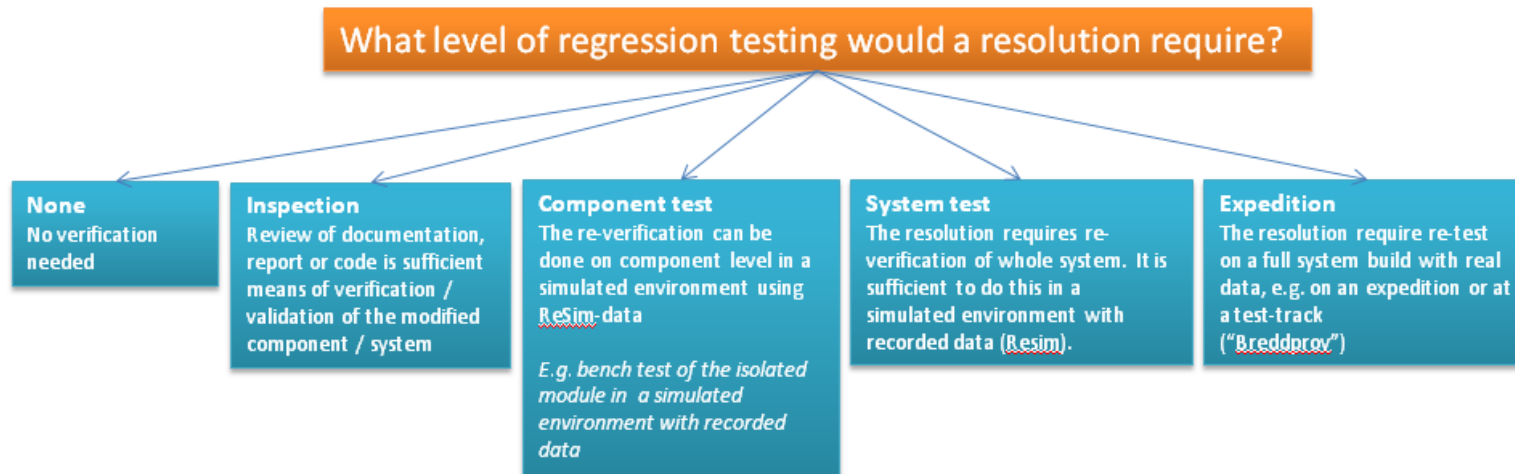 What level of regression testing would a resolution require?
None
No verification
needed
Inspection
Review of documentation,
report or code is sufficient
means of verification /
validation of the modified
component / system
Component test
The re-verification can be
done on component level in a
simulated environment using
ReSim-data
E.g. bench test of the isolated
module in a simulated
environment with recorded
data
System test
The resolution requires re-
verification of whole system. It is
sufficient to do this in a
simulated environment with
recorded data (Resim).
Expedition
The resolution require re-test
on a full system build with real
data, e.g. on an expedition or at
a test-track
(“Breddprov”)